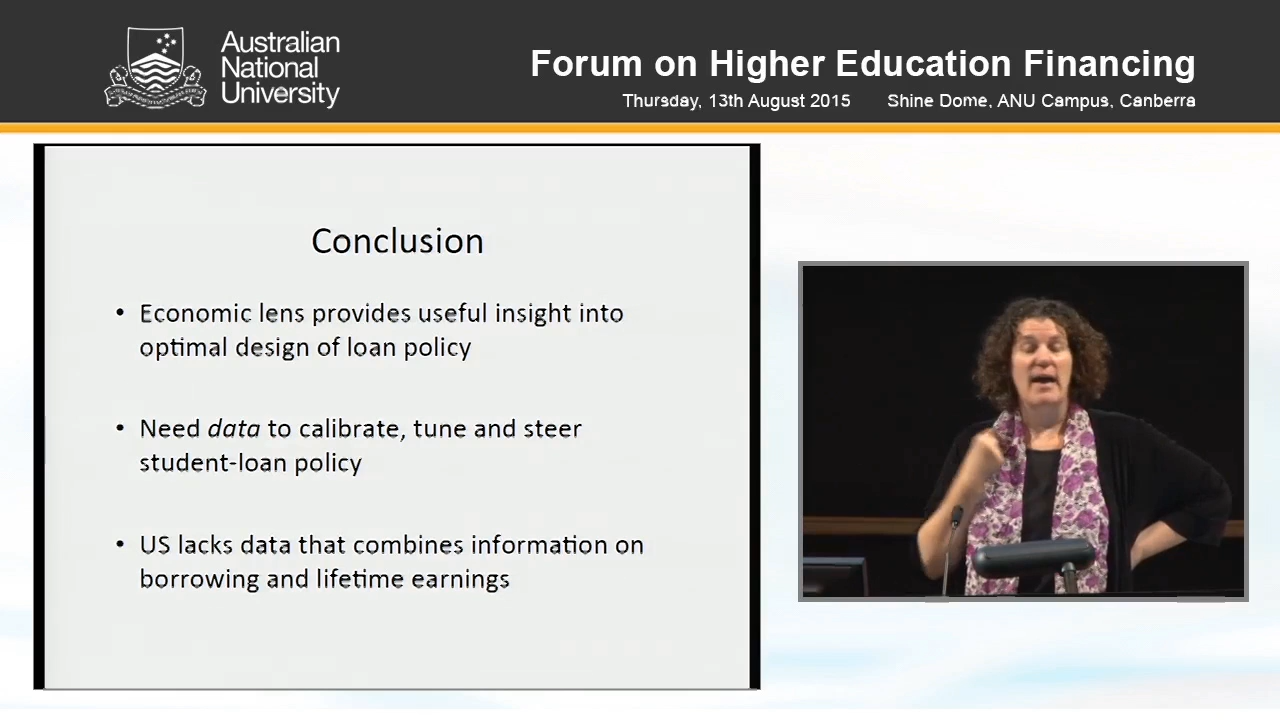 Australian
National
University
Forum on Higher Education Financing
Thursday, 13th August 2015 Shine Dome, ANU Campus, Canberra
Conclusion
• Economic lens provides useful insight into
optimal design of loan policy
• Need data to calibrate, tune and steer
student-loan policy
• US lacks data that combines information on
borrowing and lifetime earnings